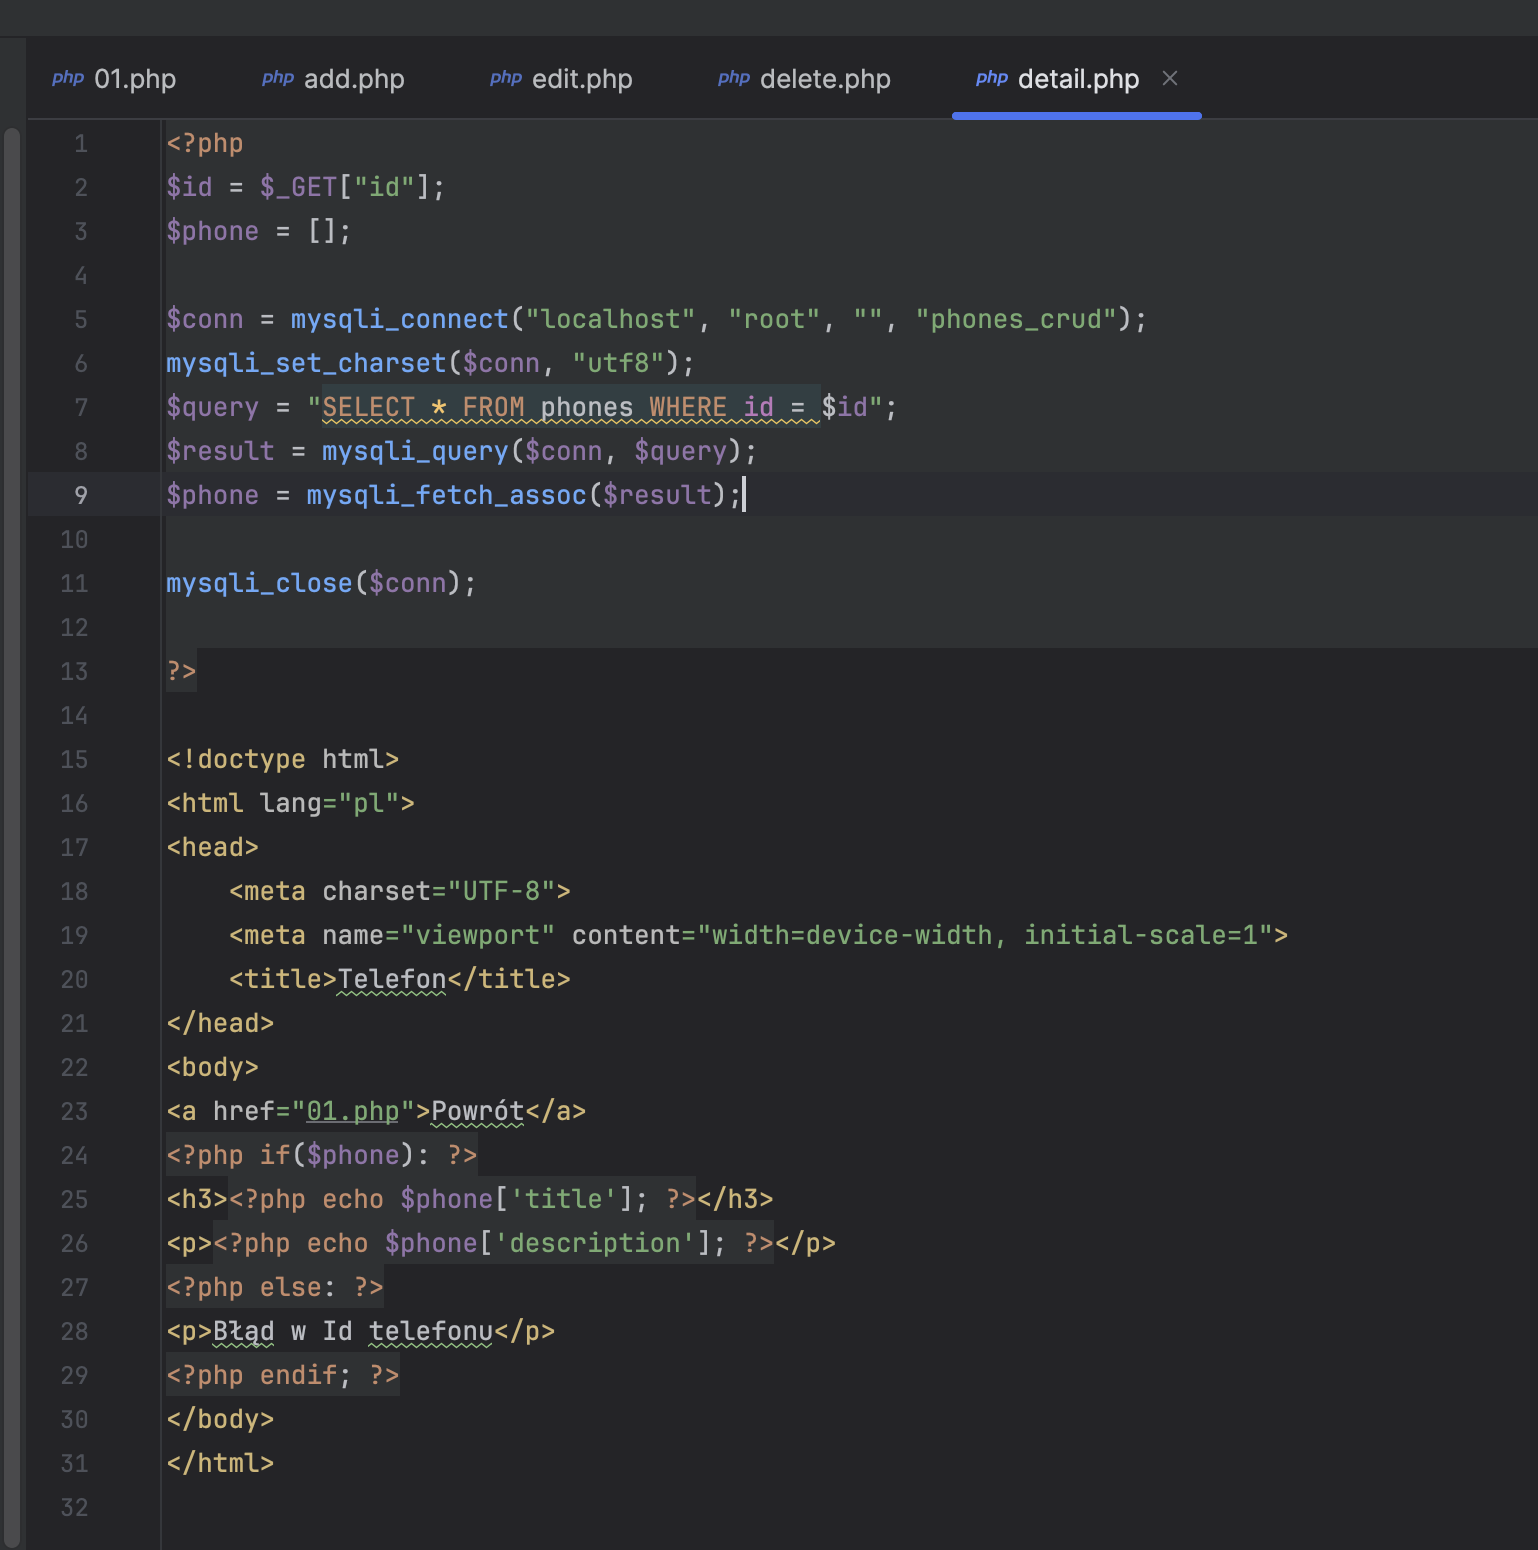 php 01.php php add.php php edit.php php delete.php php detail.php ×
1 <?php
2 $id = $_GET["id"];
3 $phone = [];
4
5 $conn = mysqli_connect("localhost", "root", "", "phones_crud");
6 mysqli_set_charset($conn, "utf8");
7 $query = "SELECT * FROM phones WHERE id = $id";
8 $result = mysqli_query($conn, $query);
9 $phone = mysqli_fetch_assoc($result);
10
11 mysqli_close($conn);
12
13 ?>
14
15 <!doctype html>
16 <html lang="pl">
17 <head>
18     <meta charset="UTF-8">
19     <meta name="viewport" content="width=device-width, initial-scale=1">
20     <title>Telefon</title>
21 </head>
22 <body>
23 <a href="01.php">Powrót</a>
24 <?php if($phone): ?>
25 <h3><?php echo $phone['title']; ?></h3>
26 <p><?php echo $phone['description']; ?></p>
27 <?php else: ?>
28 <p>Błąd w Id telefonu</p>
29 <?php endif; ?>
30 </body>
31 </html>
32